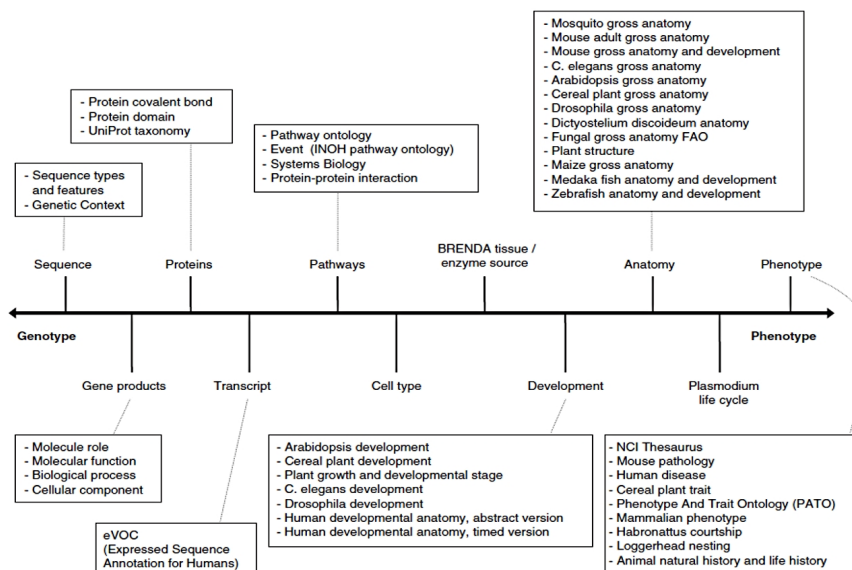 - Mosquito gross anatomy
- Mouse adult gross anatomy
- Mouse gross anatomy and development
- C. elegans gross anatomy
- Arabidopsis gross anatomy
- Cereal plant gross anatomy
- Drosophila gross anatomy
- Dictyostelium discoideum anatomy
- Fungal gross anatomy FAO
- Plant structure
- Maize gross anatomy
- Medaka fish anatomy and development
- Zebrafish anatomy and development
- Protein covalent bond
- Protein domain
- UniProt taxonomy
- Pathway ontology
- Event (INOH pathway ontology)
- Systems Biology
- Protein-protein interaction
- Sequence types
and features
- Genetic Context
Sequence
Proteins
Pathways
BRENDA tissue /
enzyme source
Anatomy
Phenotype
Genotype
Phenotype
Gene products
Transcript
Cell type
Development
Plasmodium
life cycle
- Molecule role
- Molecular function
- Biological process
- Cellular component
eVOC
(Expressed Sequence
Annotation for Humans)
- Arabidopsis development
- Cereal plant development
- Plant growth and developmental stage
- C. elegans development
- Drosophila development
- Human developmental anatomy, abstract version
- Human developmental anatomy, timed version
- NCI Thesaurus
- Mouse pathology
- Human disease
- Cereal plant trait
- Phenotype And Trait Ontology (PATO)
- Mammalian phenotype
- Habronattus courtship
- Loggerhead nesting
- Animal natural history and life history